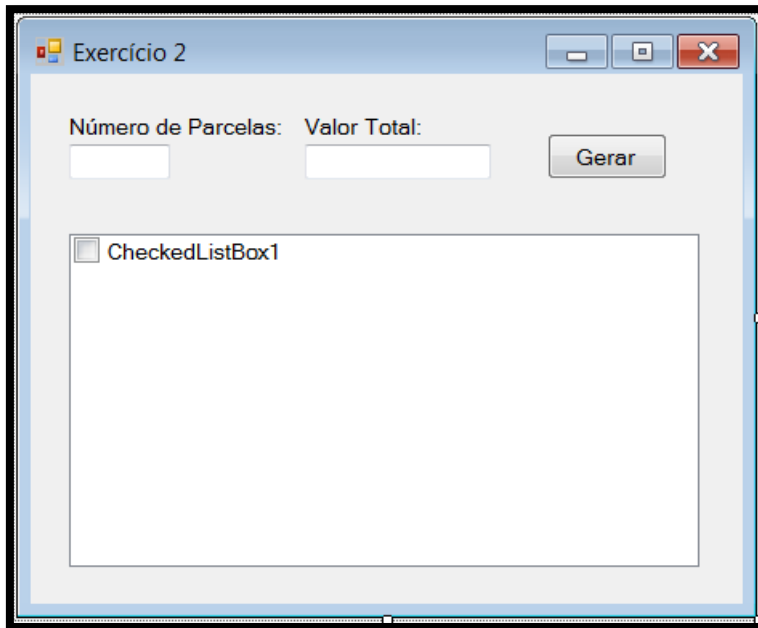 Exercício 2
Número de Parcelas: Valor Total:
Gerar
CheckedListBox1